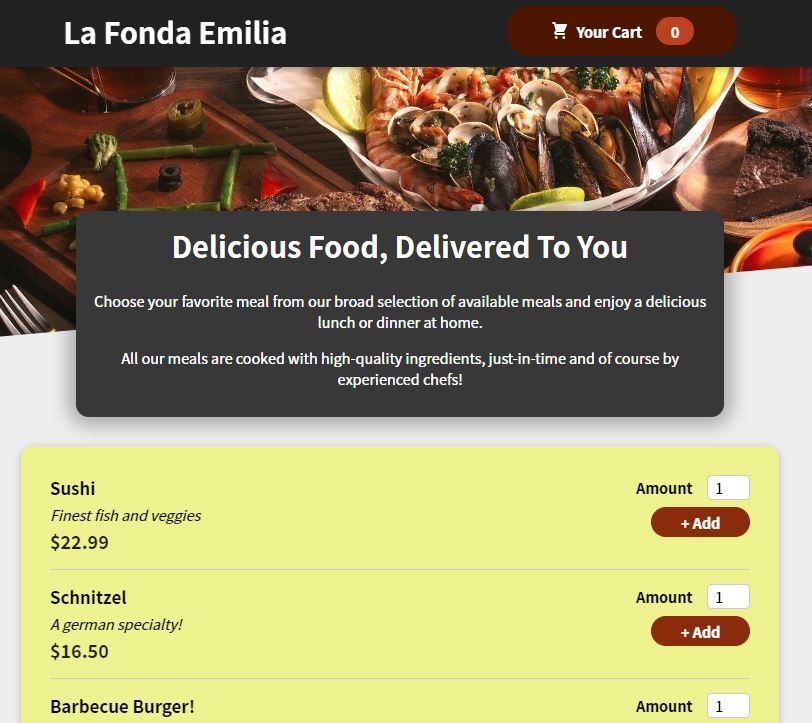 La Fonda Emilia
Your Cart 0
Delicious Food, Delivered To You
Choose your favorite meal from our broad selection of available meals and enjoy a delicious
lunch or dinner at home.
All our meals are cooked with high-quality ingredients, just-in-time and of course by
experienced chefs!
Sushi
Amount 1
Finest fish and veggies
+ Add
$22.99
Schnitzel
Amount 1
A german specialty!
+ Add
$16.50
Barbecue Burger!
Amount 1